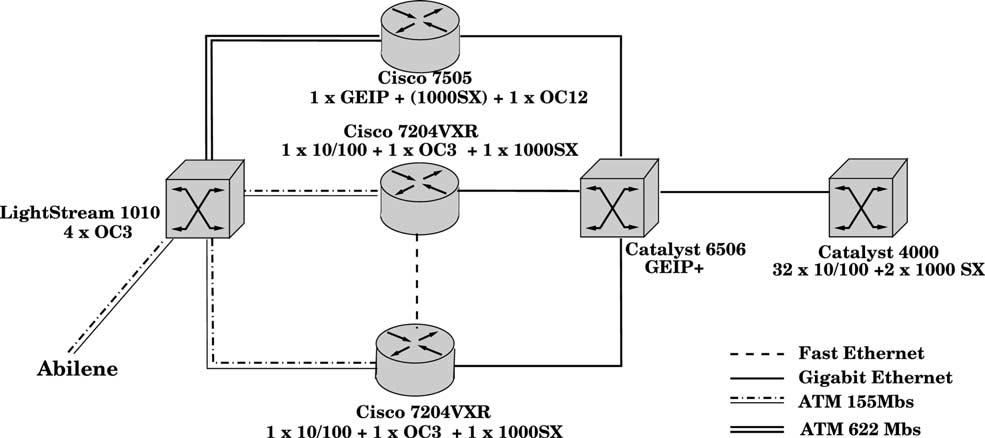 Cisco 7505
1 x GEIP + (1000SX) + 1 x OC12
Cisco 7204VXR
1 x 10/100 + 1 x OC3 + 1 x 1000SX
LightStream 1010
4 x OC3
Catalyst 6506
GEIP+
Catalyst 4000
32 x 10/100 +2 x 1000 SX
Abilene
Cisco 7204VXR
1 x 10/100 + 1 x OC3 + 1 x 1000SX
Fast Ethernet
Gigabit Ethernet
ATM 155Mbs
ATM 622 Mbs